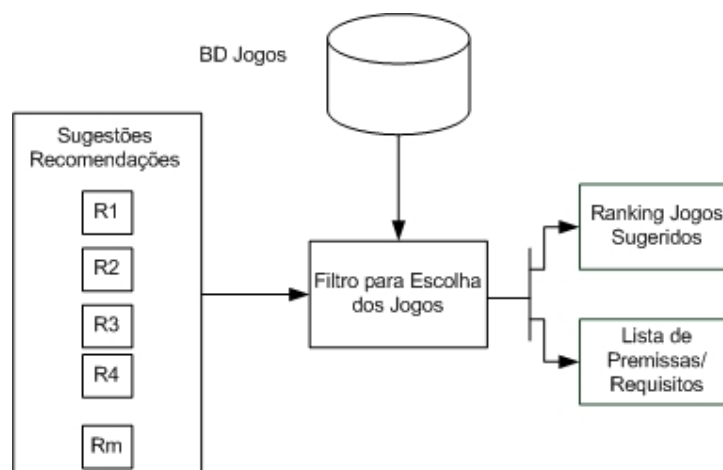 BD Jogos
Sugestões
Recomendações
R1
R2
R3
R4
Rm
Filtro para Escolha
dos Jogos
Ranking Jogos
Sugeridos
Lista de
Premissas/
Requisitos